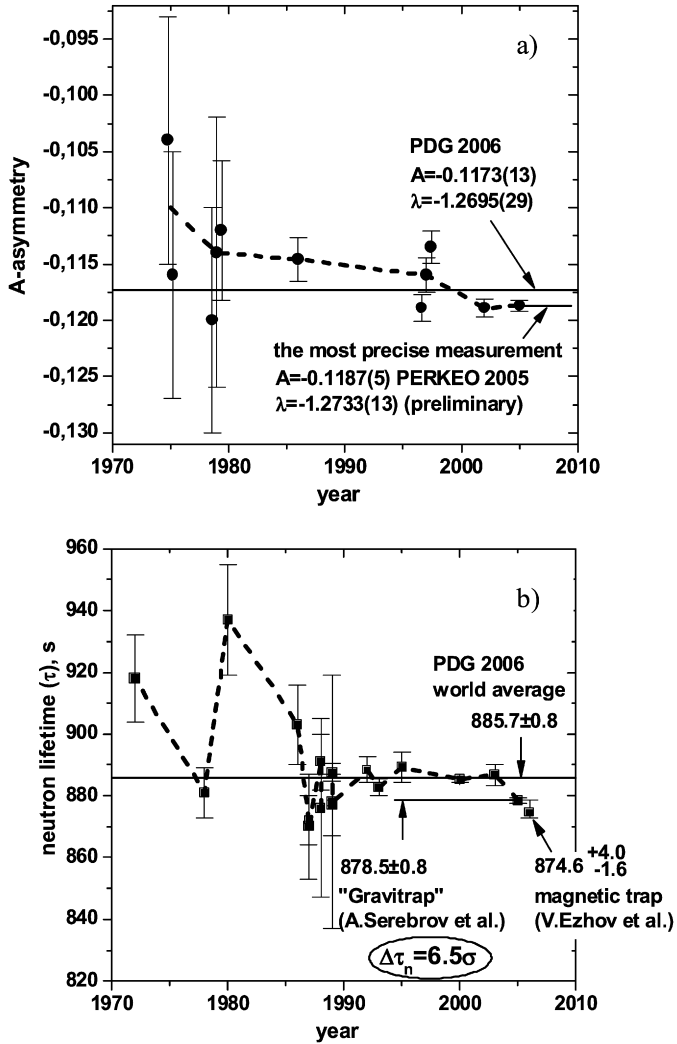 a)
-0,095
-0,100
-0,105
-0,110
-0,115
-0,120
-0,125
-0,130
A-asymmetry
PDG 2006
A=-0.1173(13)
λ=-1.2695(29)
the most precise measurement
A=-0.1187(5) PERKEO 2005
λ=-1.2733(13) (preliminary)
1970 1980 1990 2000 2010
year
b)
960
940
920
900
880
860
840
820
neutron lifetime (τ), s
PDG 2006
world average
885.7±0.8
878.5±0.8
"Gravitrap"
(A.Serebrov et al.)
874.6 +4.0 -1.6
magnetic trap
(V.Ezhov et al.)
Δτn=6.5σ
1970 1980 1990 2000 2010
year